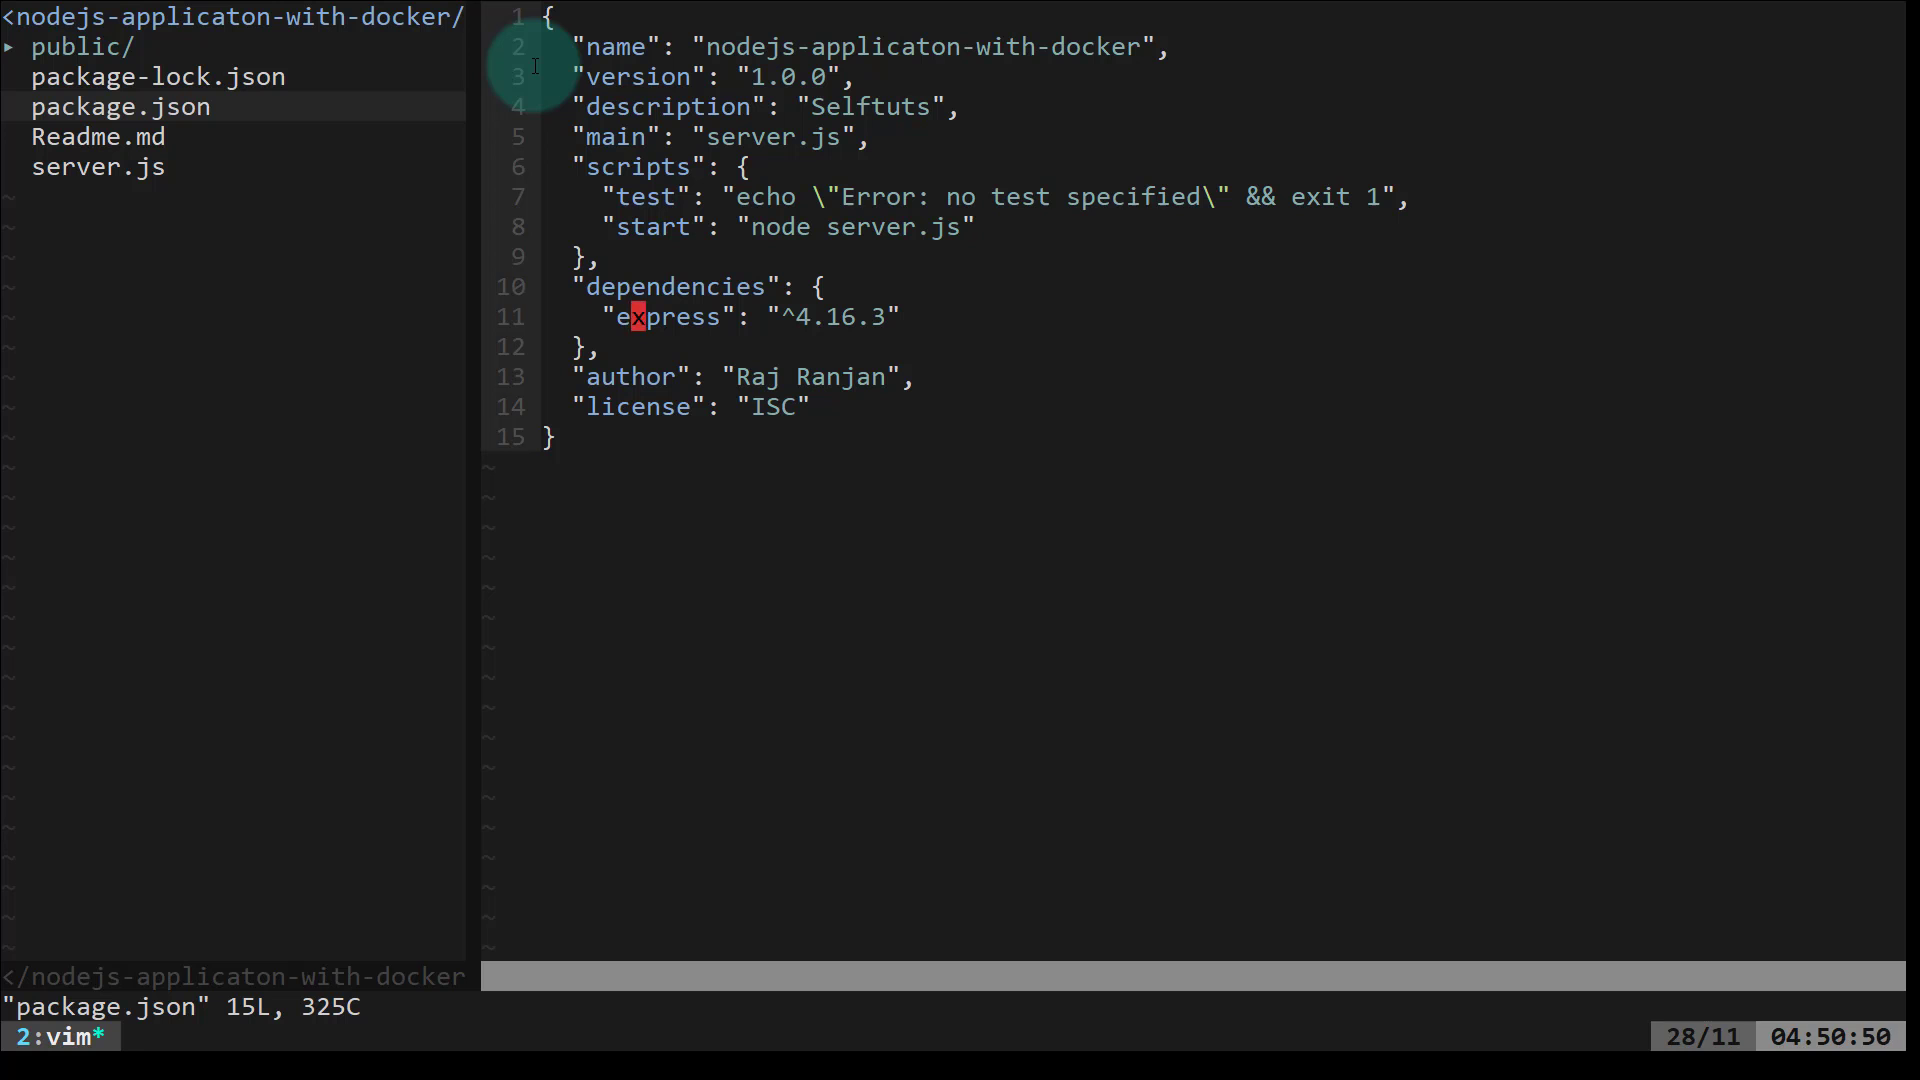 <nodejs-applicaton-with-docker/
▸ public/
package-lock.json
package.json
Readme.md
server.js
1 {
2 "name": "nodejs-applicaton-with-docker",
3 "version": "1.0.0",
4 "description": "Selftuts",
5 "main": "server.js",
6 "scripts": {
7 "test": "echo \"Error: no test specified\" && exit 1",
8 "start": "node server.js"
9 },
10 "dependencies": {
11 "express": "^4.16.3"
12 },
13 "author": "Raj Ranjan",
14 "license": "ISC"
15 }
</nodejs-applicaton-with-docker
"package.json" 15L, 325C
2:vim* 28/11 04:50:50